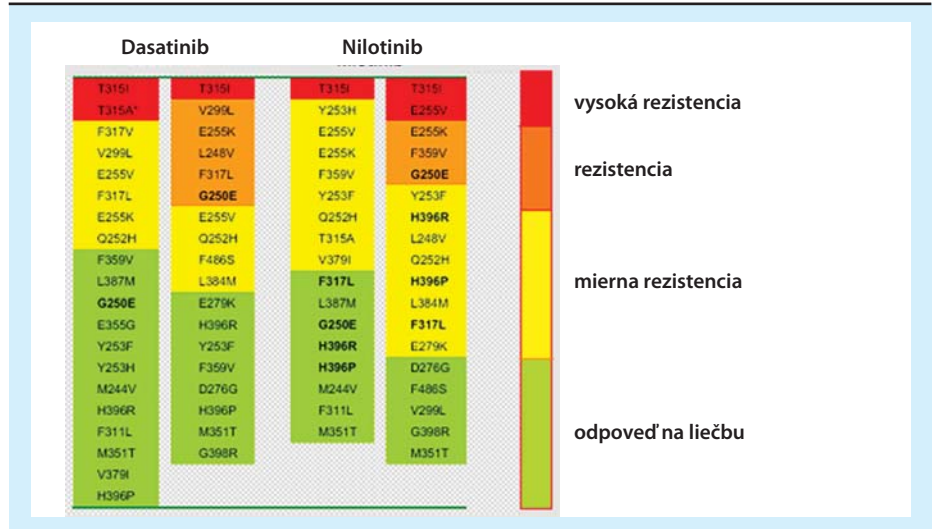 Dasatinib Nilotinib
T315I T315I T315I T315I
T315A* V299L Y253H E255V
F317V E255K E255V E255K
V299L L248V E255K F359V
E255V F317L F359V G250E
F317L G250E Y253F Y253F
E255K E255V Q252H H396R
Q252H Q252H T315A L248V
F359V F486S V379I Q252H
L387M L384M F317L H396P
G250E E279K L387M L384M
E355G H396R G250E F317L
Y253F Y253F H396R E279K
Y253H F359V H396P D276G
M244V D276G M244V F486S
H396R H396P F311L V299L
F311L M351T M351T G398R
M351T G398R M351T
V379I
H396P
vysoká rezistencia
rezistencia
mierna rezistencia
odpoveď na liečbu